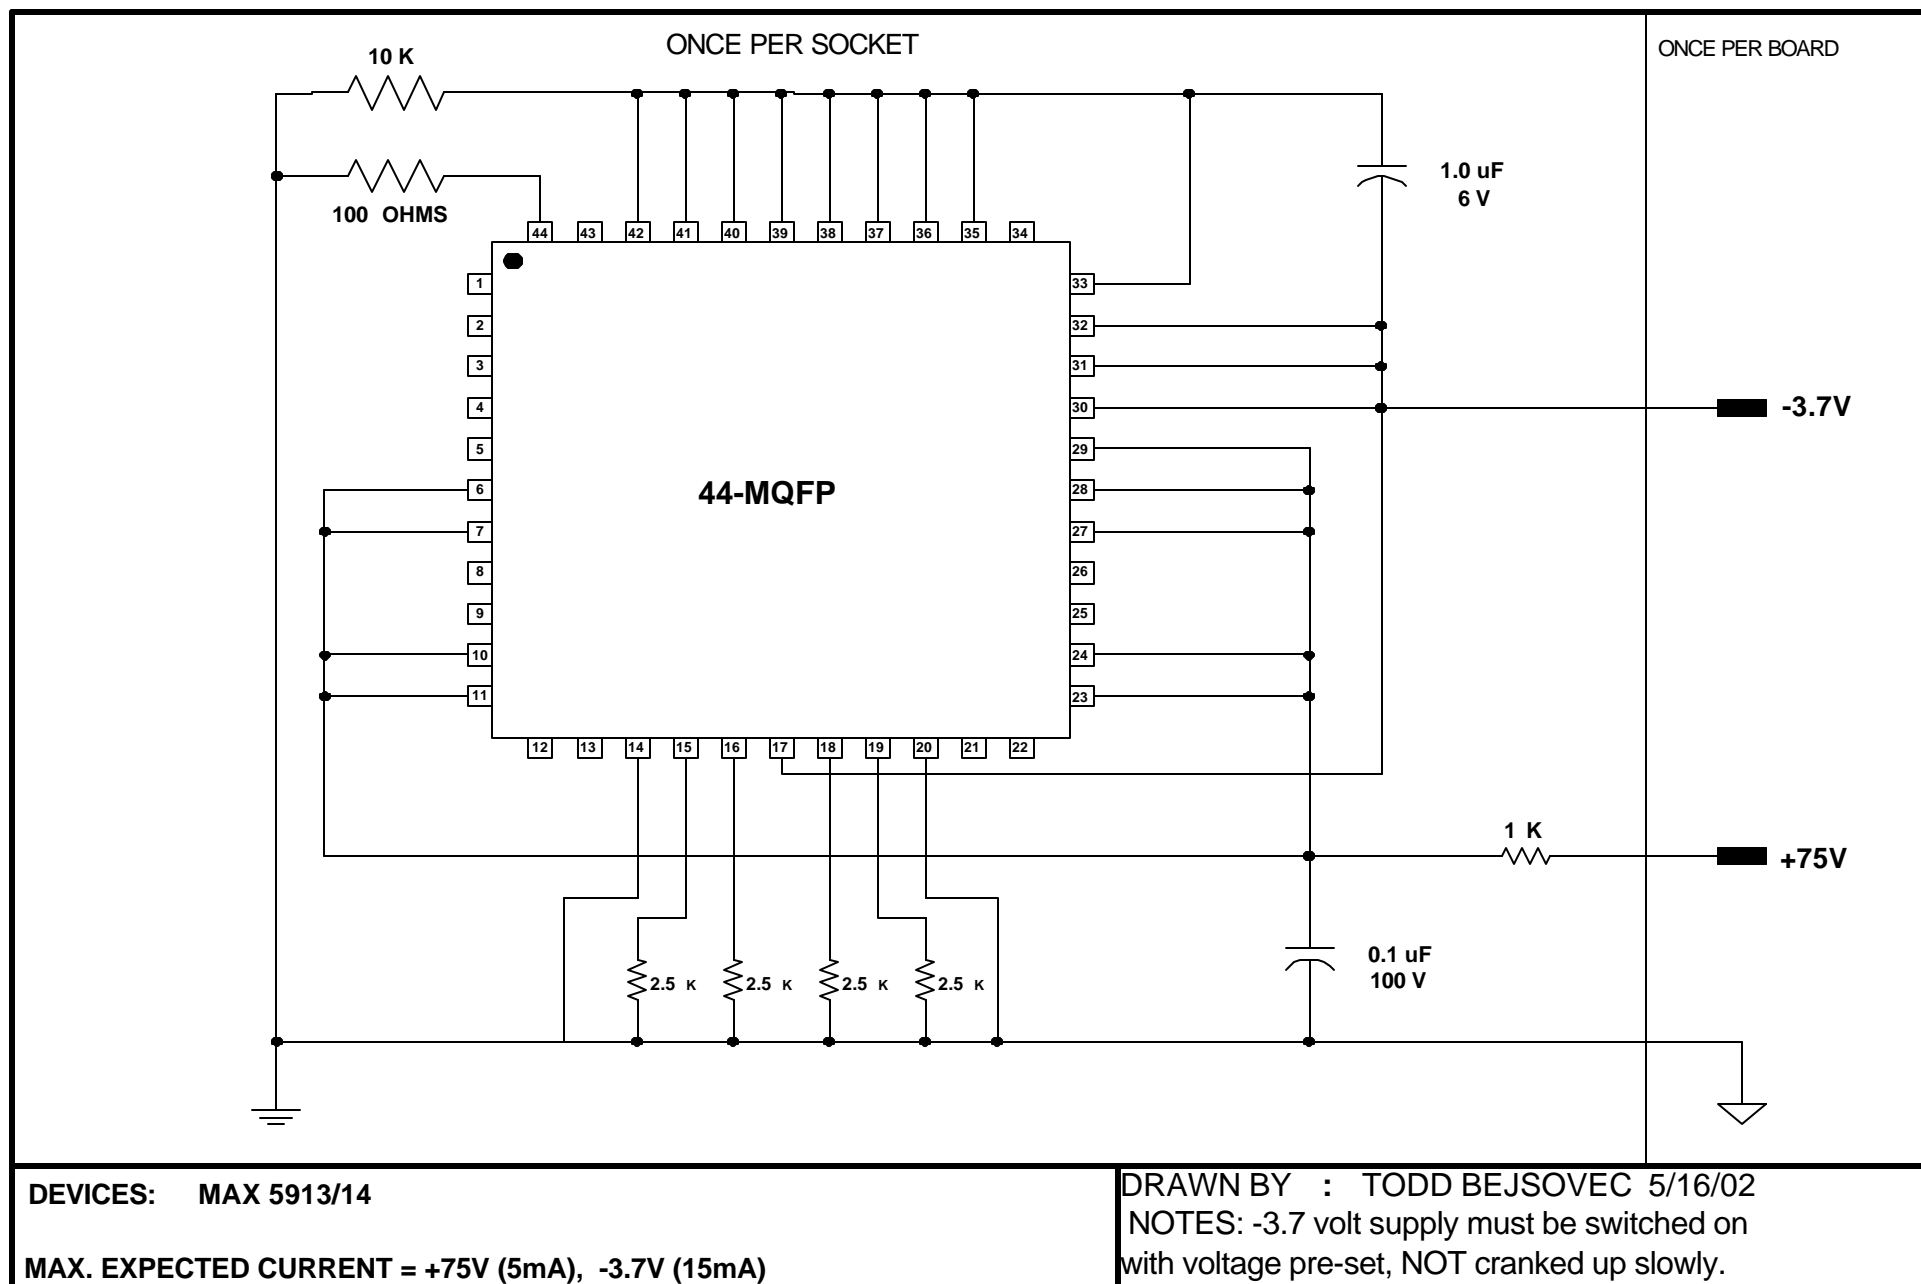 ONCE PER SOCKET
ONCE PER BOARD
10 K
100 OHMS
1.0 uF
6 V
44 43 42 41 40 39 38 37 36 35 34
1
2
3
4
5
6
7
8
9
10
11
33
32
31
30
29
28
27
26
25
24
23
44-MQFP
-3.7V
12 13 14 15 16 17 18 19 20 21 22
1 K
+75V
0.1 uF
100 V
2.5 K
2.5 K
2.5 K
2.5 K
DEVICES: MAX 5913/14
MAX. EXPECTED CURRENT = +75V (5mA), -3.7V (15mA)
DRAWN BY : TODD BEJSOVEC 5/16/02
NOTES: -3.7 volt supply must be switched on
with voltage pre-set, NOT cranked up slowly.